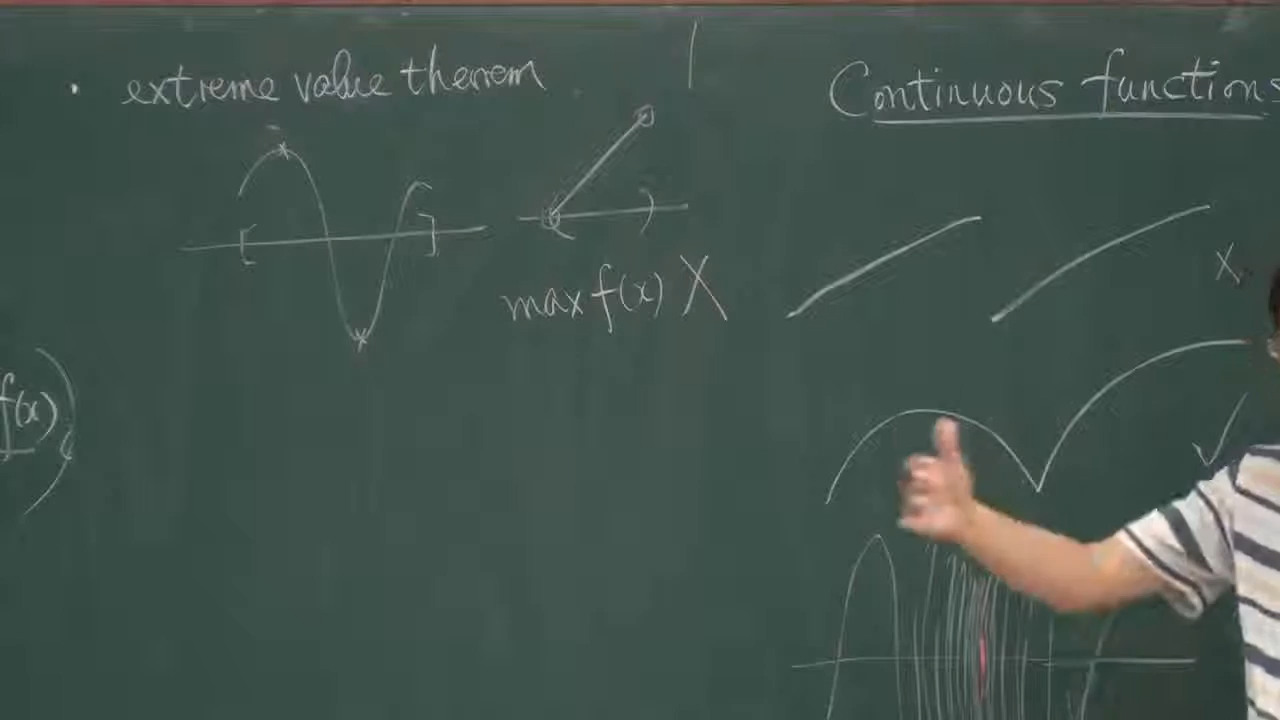 · extreme value theorem
max f(x) X
f(x)
Continuous functions
X